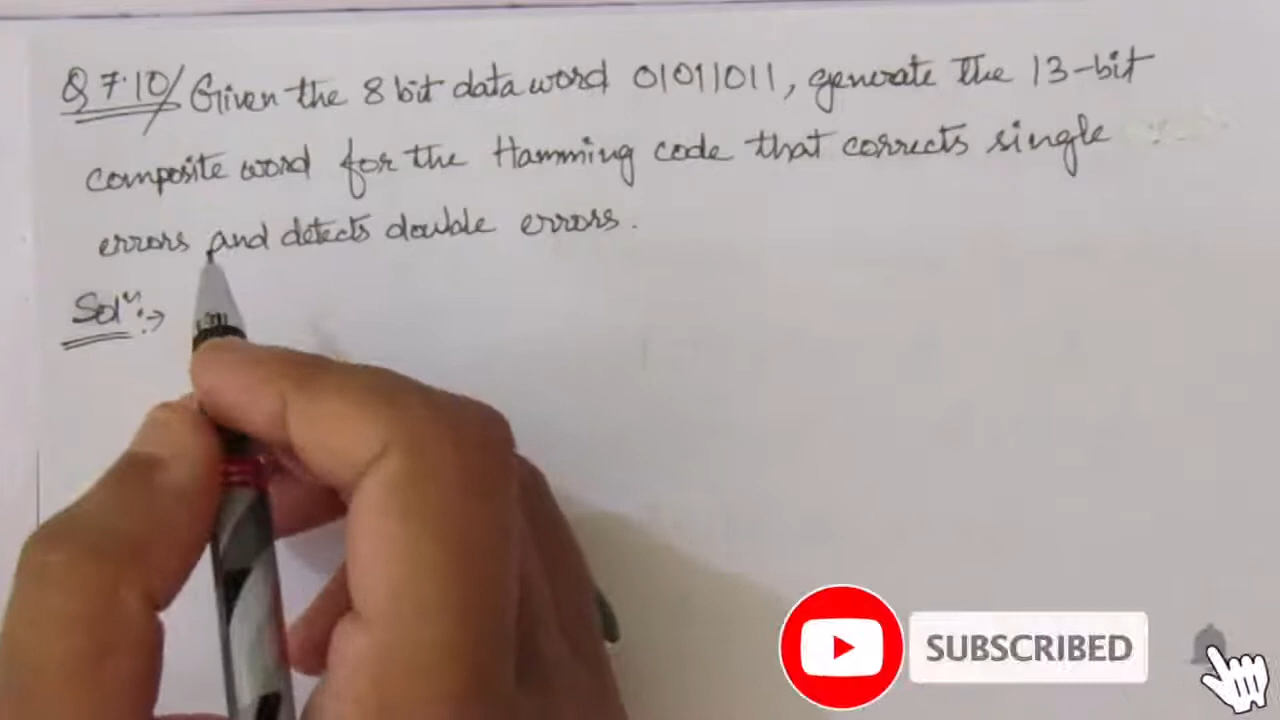 Q 7.10/ Given the 8 bit data word 01011011, generate the 13-bit
composite word for the Hamming code that corrects single
errors and detects double errors.
Solⁿ:→
SUBSCRIBED